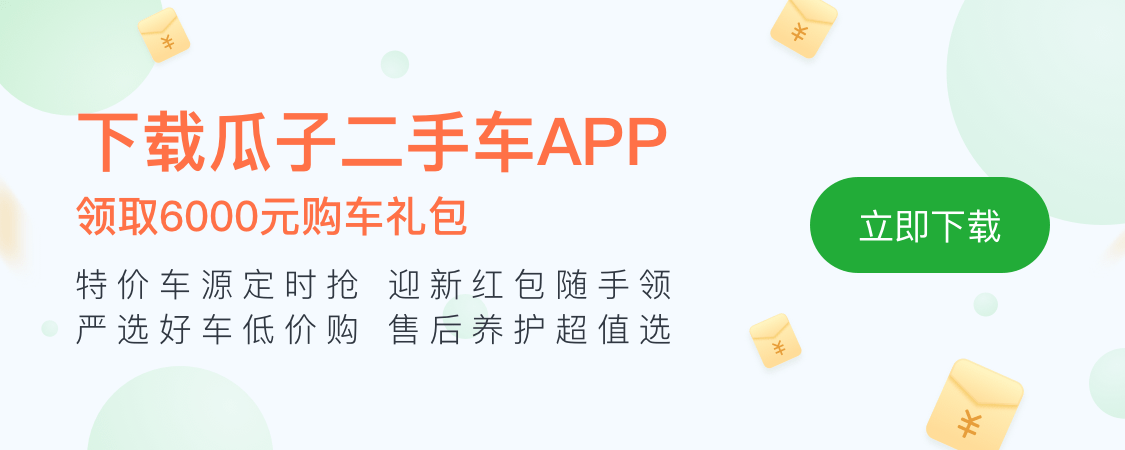 下载瓜子二手车APP
领取6000元购车礼包
特价车源定时抢 迎新红包随手领
严选好车低价购 售后养护超值选
立即下载